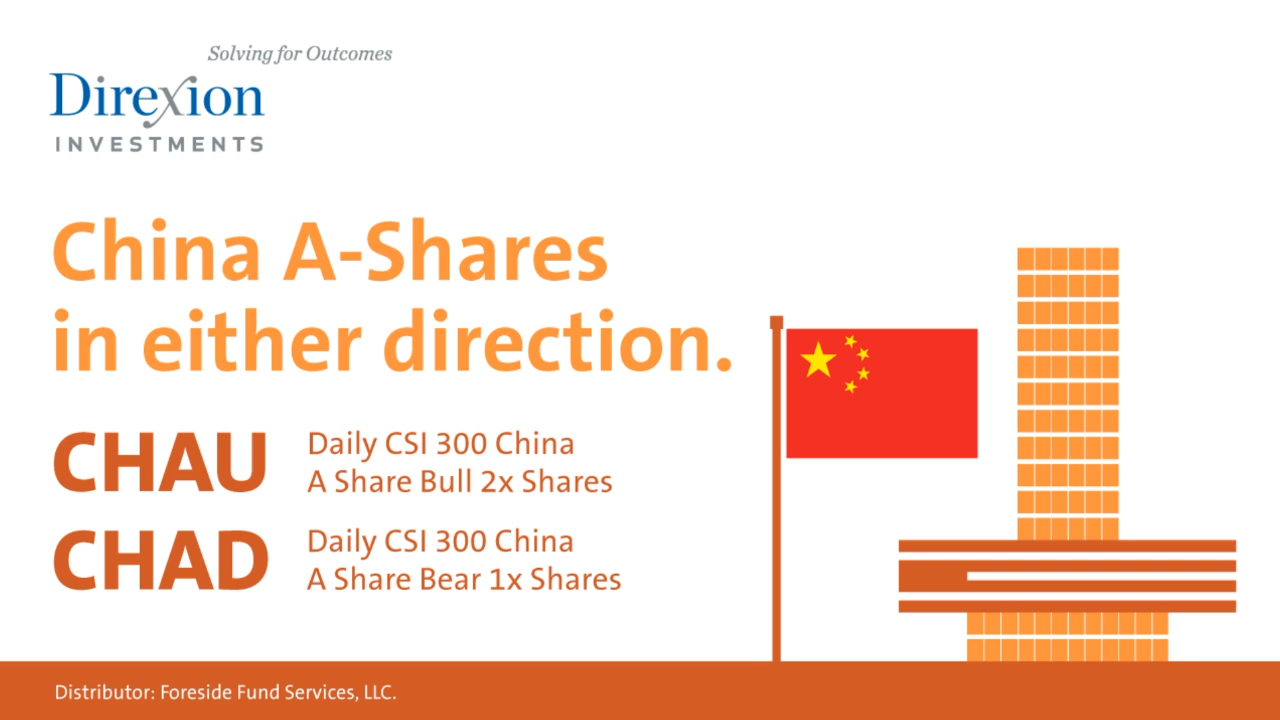 Solving for Outcomes
Direxion
INVESTMENTS
China A-Shares
in either direction.
CHAU
Daily CSI 300 China
A Share Bull 2x Shares
CHAD
Daily CSI 300 China
A Share Bear 1x Shares
Distributor: Foreside Fund Services, LLC.